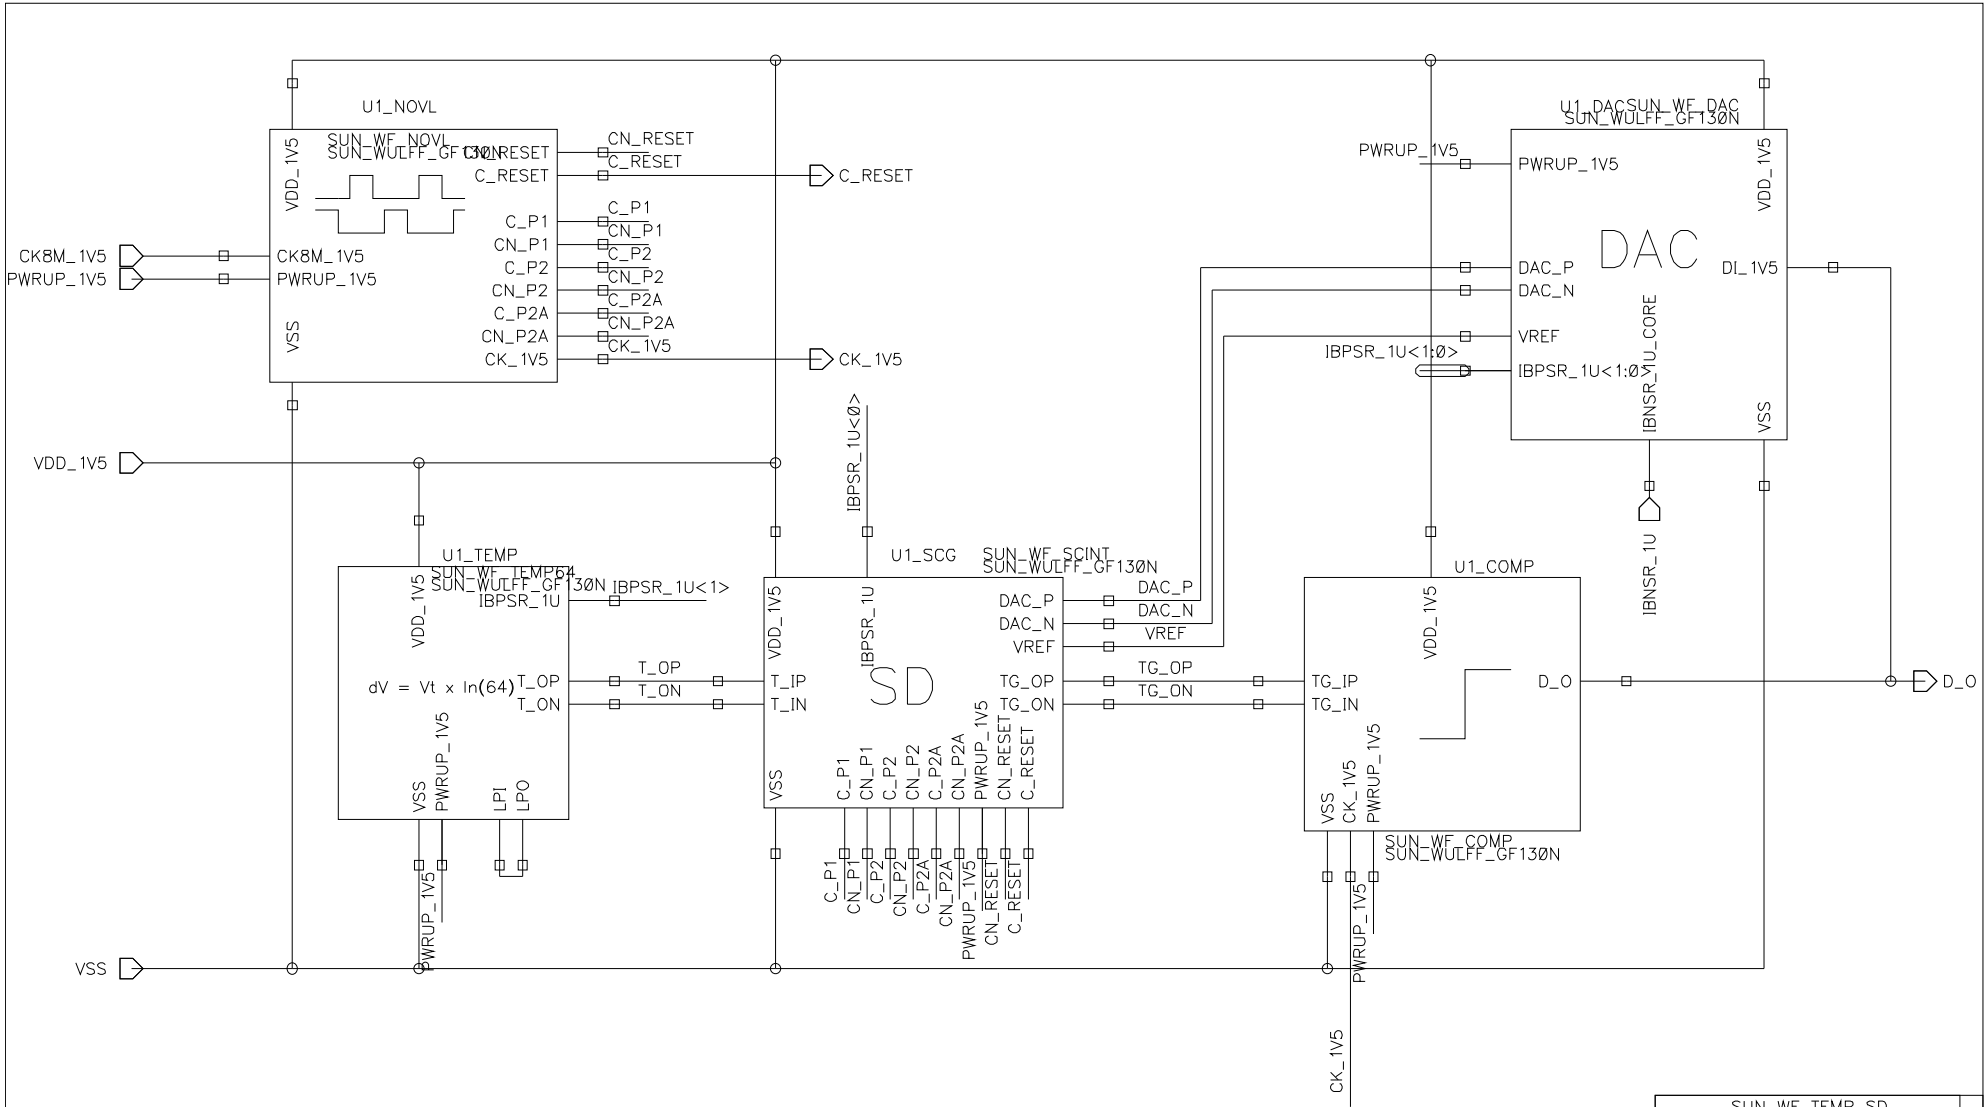 U1_NOVL
SUN_WF_NOVL
SUN_WULFF_GF130N
VDD_1V5
CN_RESET
C_RESET
C_P1
CN_P1
C_P2
CN_P2
C_P2A
CN_P2A
CK_1V5
CK8M_1V5
PWRUP_1V5
VSS
CN_RESET
C_RESET
C_P1
CN_P1
C_P2
CN_P2
C_P2A
CN_P2A
CK_1V5
C_RESET
CK_1V5
CK8M_1V5
PWRUP_1V5
VDD_1V5
VSS
U1_DAC
SUN_WF_DAC
SUN_WULFF_GF130N
PWRUP_1V5
PWRUP_1V5
VDD_1V5
DAC
DAC_P
DAC_N
DI_1V5
VREF
IBPSR_1U<1:0>
IBPSR_1U<1:0>
IBNSR_1U_CORE
VSS
IBNSR_1U
U1_TEMP
SUN_WF_TEMP64
SUN_WULFF_GF130N
VDD_1V5
IBPSR_1U
IBPSR_1U<1>
dV = Vt x ln(64)
T_OP
T_ON
VSS
PWRUP_1V5
LPI
LPO
PWRUP_1V5
T_OP
T_ON
IBPSR_1U<0>
U1_SCG
SUN_WF_SCINT
SUN_WULFF_GF130N
VDD_1V5
IBPSR_1U
DAC_P
DAC_N
VREF
T_IP
T_IN
SD
TG_OP
TG_ON
VSS
C_P1
CN_P1
C_P2
CN_P2
C_P2A
CN_P2A
PWRUP_1V5
CN_RESET
C_RESET
C_P1
CN_P1
C_P2
CN_P2
C_P2A
CN_P2A
PWRUP_1V5
CN_RESET
C_RESET
DAC_P
DAC_N
VREF
TG_OP
TG_ON
U1_COMP
VDD_1V5
TG_IP
TG_IN
D_O
VSS
CK_1V5
PWRUP_1V5
SUN_WF_COMP
SUN_WULFF_GF130N
PWRUP_1V5
CK_1V5
D_O
SUN_WF_TEMP_SD